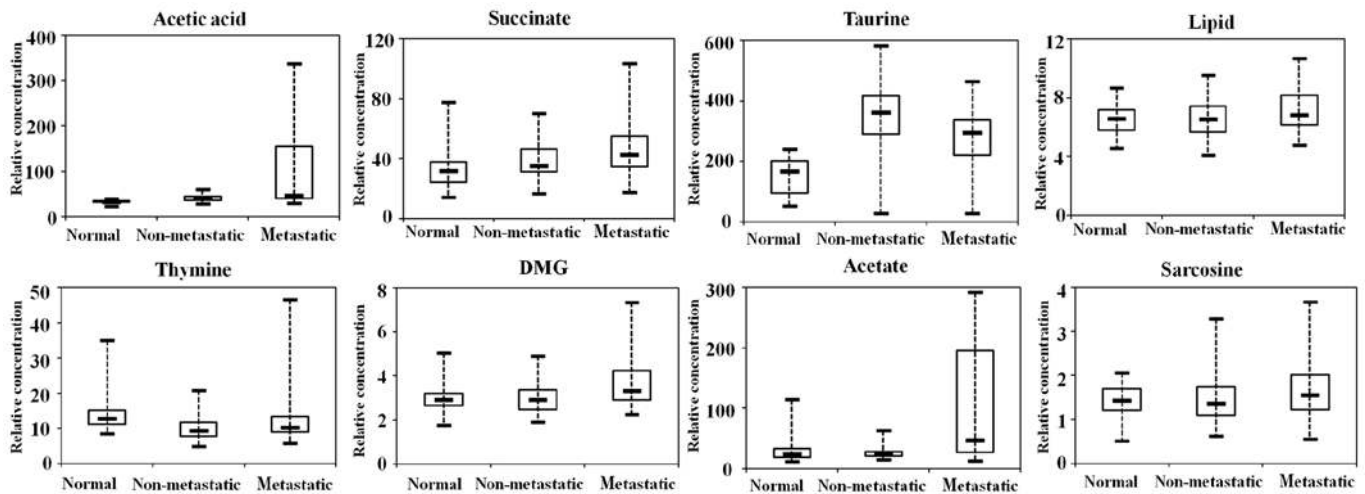 Acetic acid
Relative concentration
400
300
200
100
0
Normal
Non-metastatic
Metastatic
Succinate
Relative concentration
120
80
40
0
Normal
Non-metastatic
Metastatic
Taurine
Relative concentration
600
400
200
0
Normal
Non-metastatic
Metastatic
Lipid
Relative concentration
12
8
4
0
Normal
Non-metastatic
Metastatic
Thymine
Relative concentration
50
40
30
20
10
0
Normal
Non-metastatic
Metastatic
DMG
Relative concentration
8
6
4
2
0
Normal
Non-metastatic
Metastatic
Acetate
Relative concentration
300
200
100
0
Normal
Non-metastatic
Metastatic
Sarcosine
Relative concentration
4
3
2
1
0
Normal
Non-metastatic
Metastatic